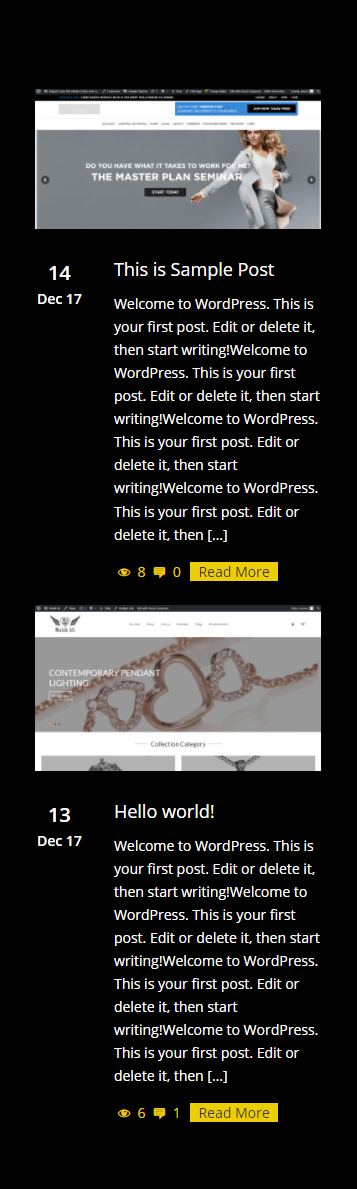 DO YOU HAVE WHAT IT TAKES TO WORK FOR ME?
THE MASTER PLAN SEMINAR
START TODAY
14
Dec 17
This is Sample Post
Welcome to WordPress. This is
your first post. Edit or delete it,
then start writing!Welcome to
WordPress. This is your first
post. Edit or delete it, then start
writing!Welcome to WordPress.
This is your first post. Edit or
delete it, then start
writing!Welcome to WordPress.
This is your first post. Edit or
delete it, then [...]
8 0 Read More
CONTEMPORARY PENDANT
LIGHTING
Collection Category
13
Dec 17
Hello world!
Welcome to WordPress. This is
your first post. Edit or delete it,
then start writing!Welcome to
WordPress. This is your first
post. Edit or delete it, then start
writing!Welcome to WordPress.
This is your first post. Edit or
delete it, then start
writing!Welcome to WordPress.
This is your first post. Edit or
delete it, then [...]
6 1 Read More